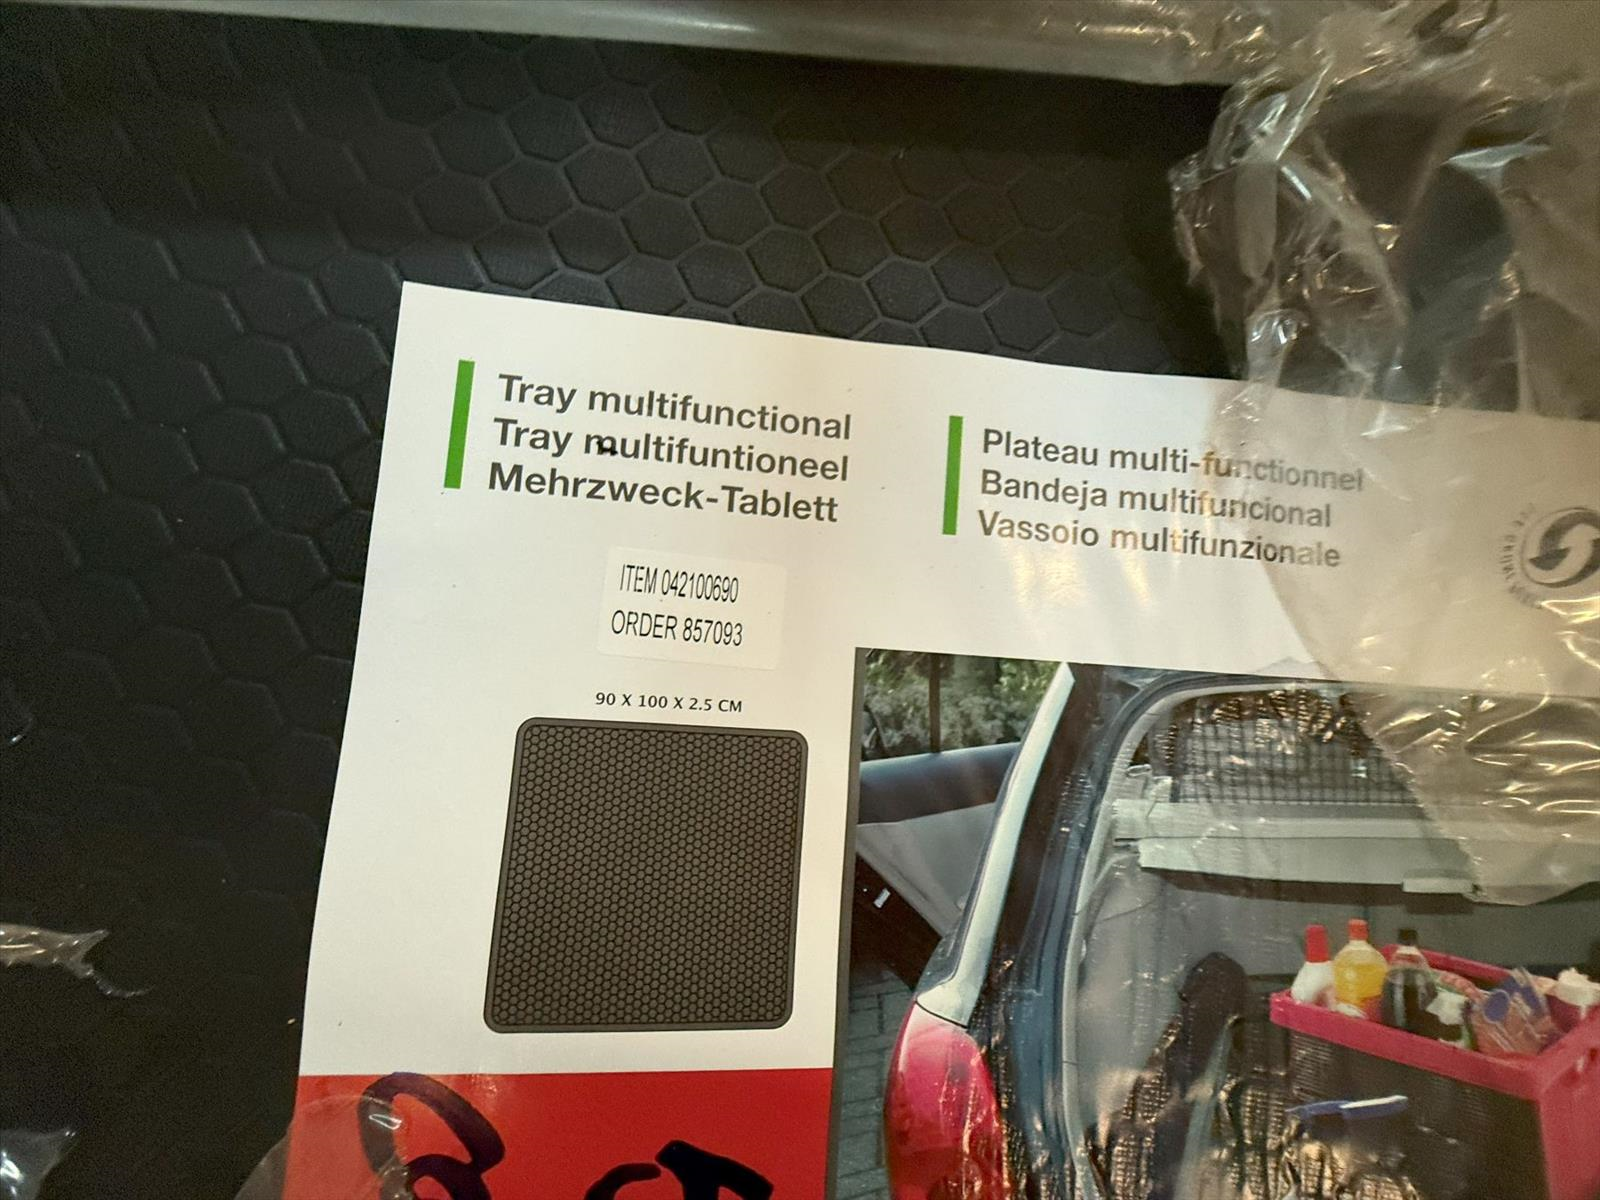 Tray multifunctional
Tray multifuntioneel
Mehrzweck-Tablett
Plateau multi-functionnel
Bandeja multifuncional
Vassoio multifunzionale
ITEM 042100690
ORDER 857093
90 X 100 X 2.5 CM